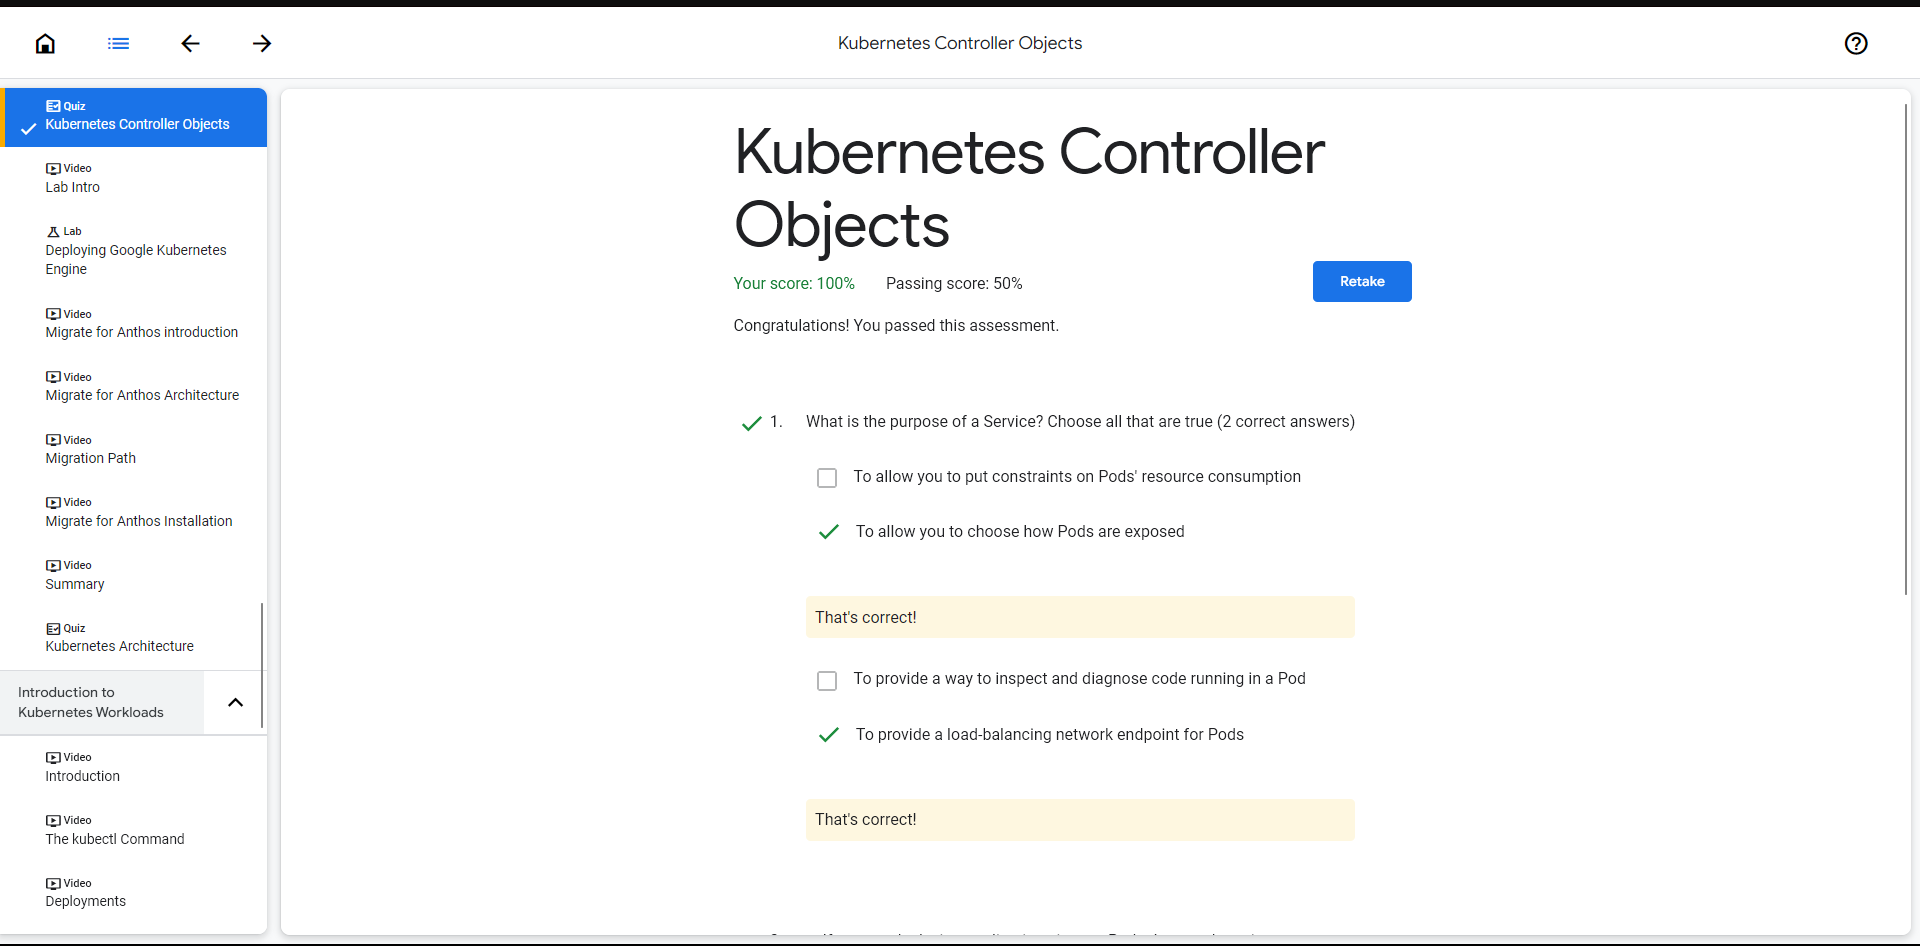 Kubernetes Controller Objects
Quiz
Kubernetes Controller Objects
Video
Lab Intro
Lab
Deploying Google Kubernetes
Engine
Video
Migrate for Anthos introduction
Video
Migrate for Anthos Architecture
Video
Migration Path
Video
Migrate for Anthos Installation
Video
Summary
Quiz
Kubernetes Architecture
Introduction to
Kubernetes Workloads
Video
Introduction
Video
The kubectl Command
Video
Deployments
Kubernetes Controller
Objects
Your score: 100% Passing score: 50%
Retake
Congratulations! You passed this assessment.
1. What is the purpose of a Service? Choose all that are true (2 correct answers)
To allow you to put constraints on Pods' resource consumption
To allow you to choose how Pods are exposed
That's correct!
To provide a way to inspect and diagnose code running in a Pod
To provide a load-balancing network endpoint for Pods
That's correct!